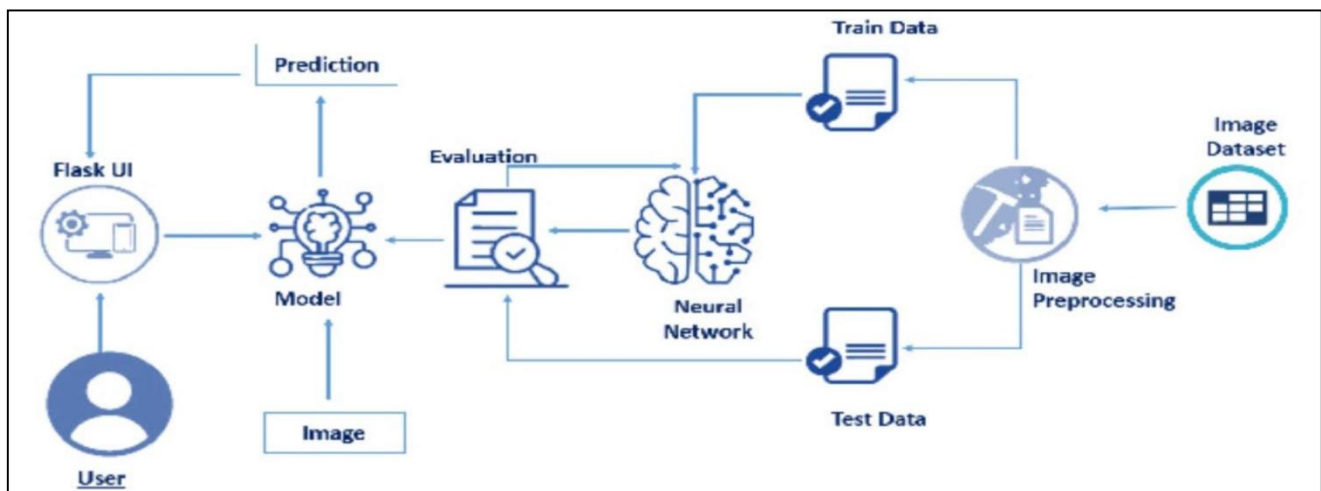 Train Data
Prediction
Image
Dataset
Evaluation
Flask UI
Image
Preprocessing
Model
Neural
Network
Test Data
Image
User